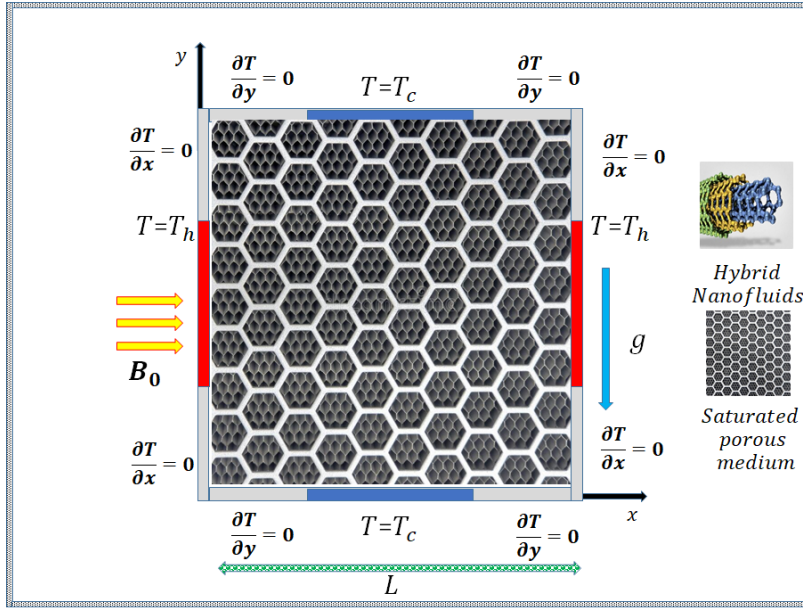 y
∂T/∂y = 0
T=T_c
∂T/∂y = 0
∂T/∂x = 0
∂T/∂x = 0
T=T_h
T=T_h
Hybrid
Nanofluids
B_0
g
Saturated
porous
medium
∂T/∂x = 0
∂T/∂x = 0
x
∂T/∂y = 0
T=T_c
∂T/∂y = 0
L